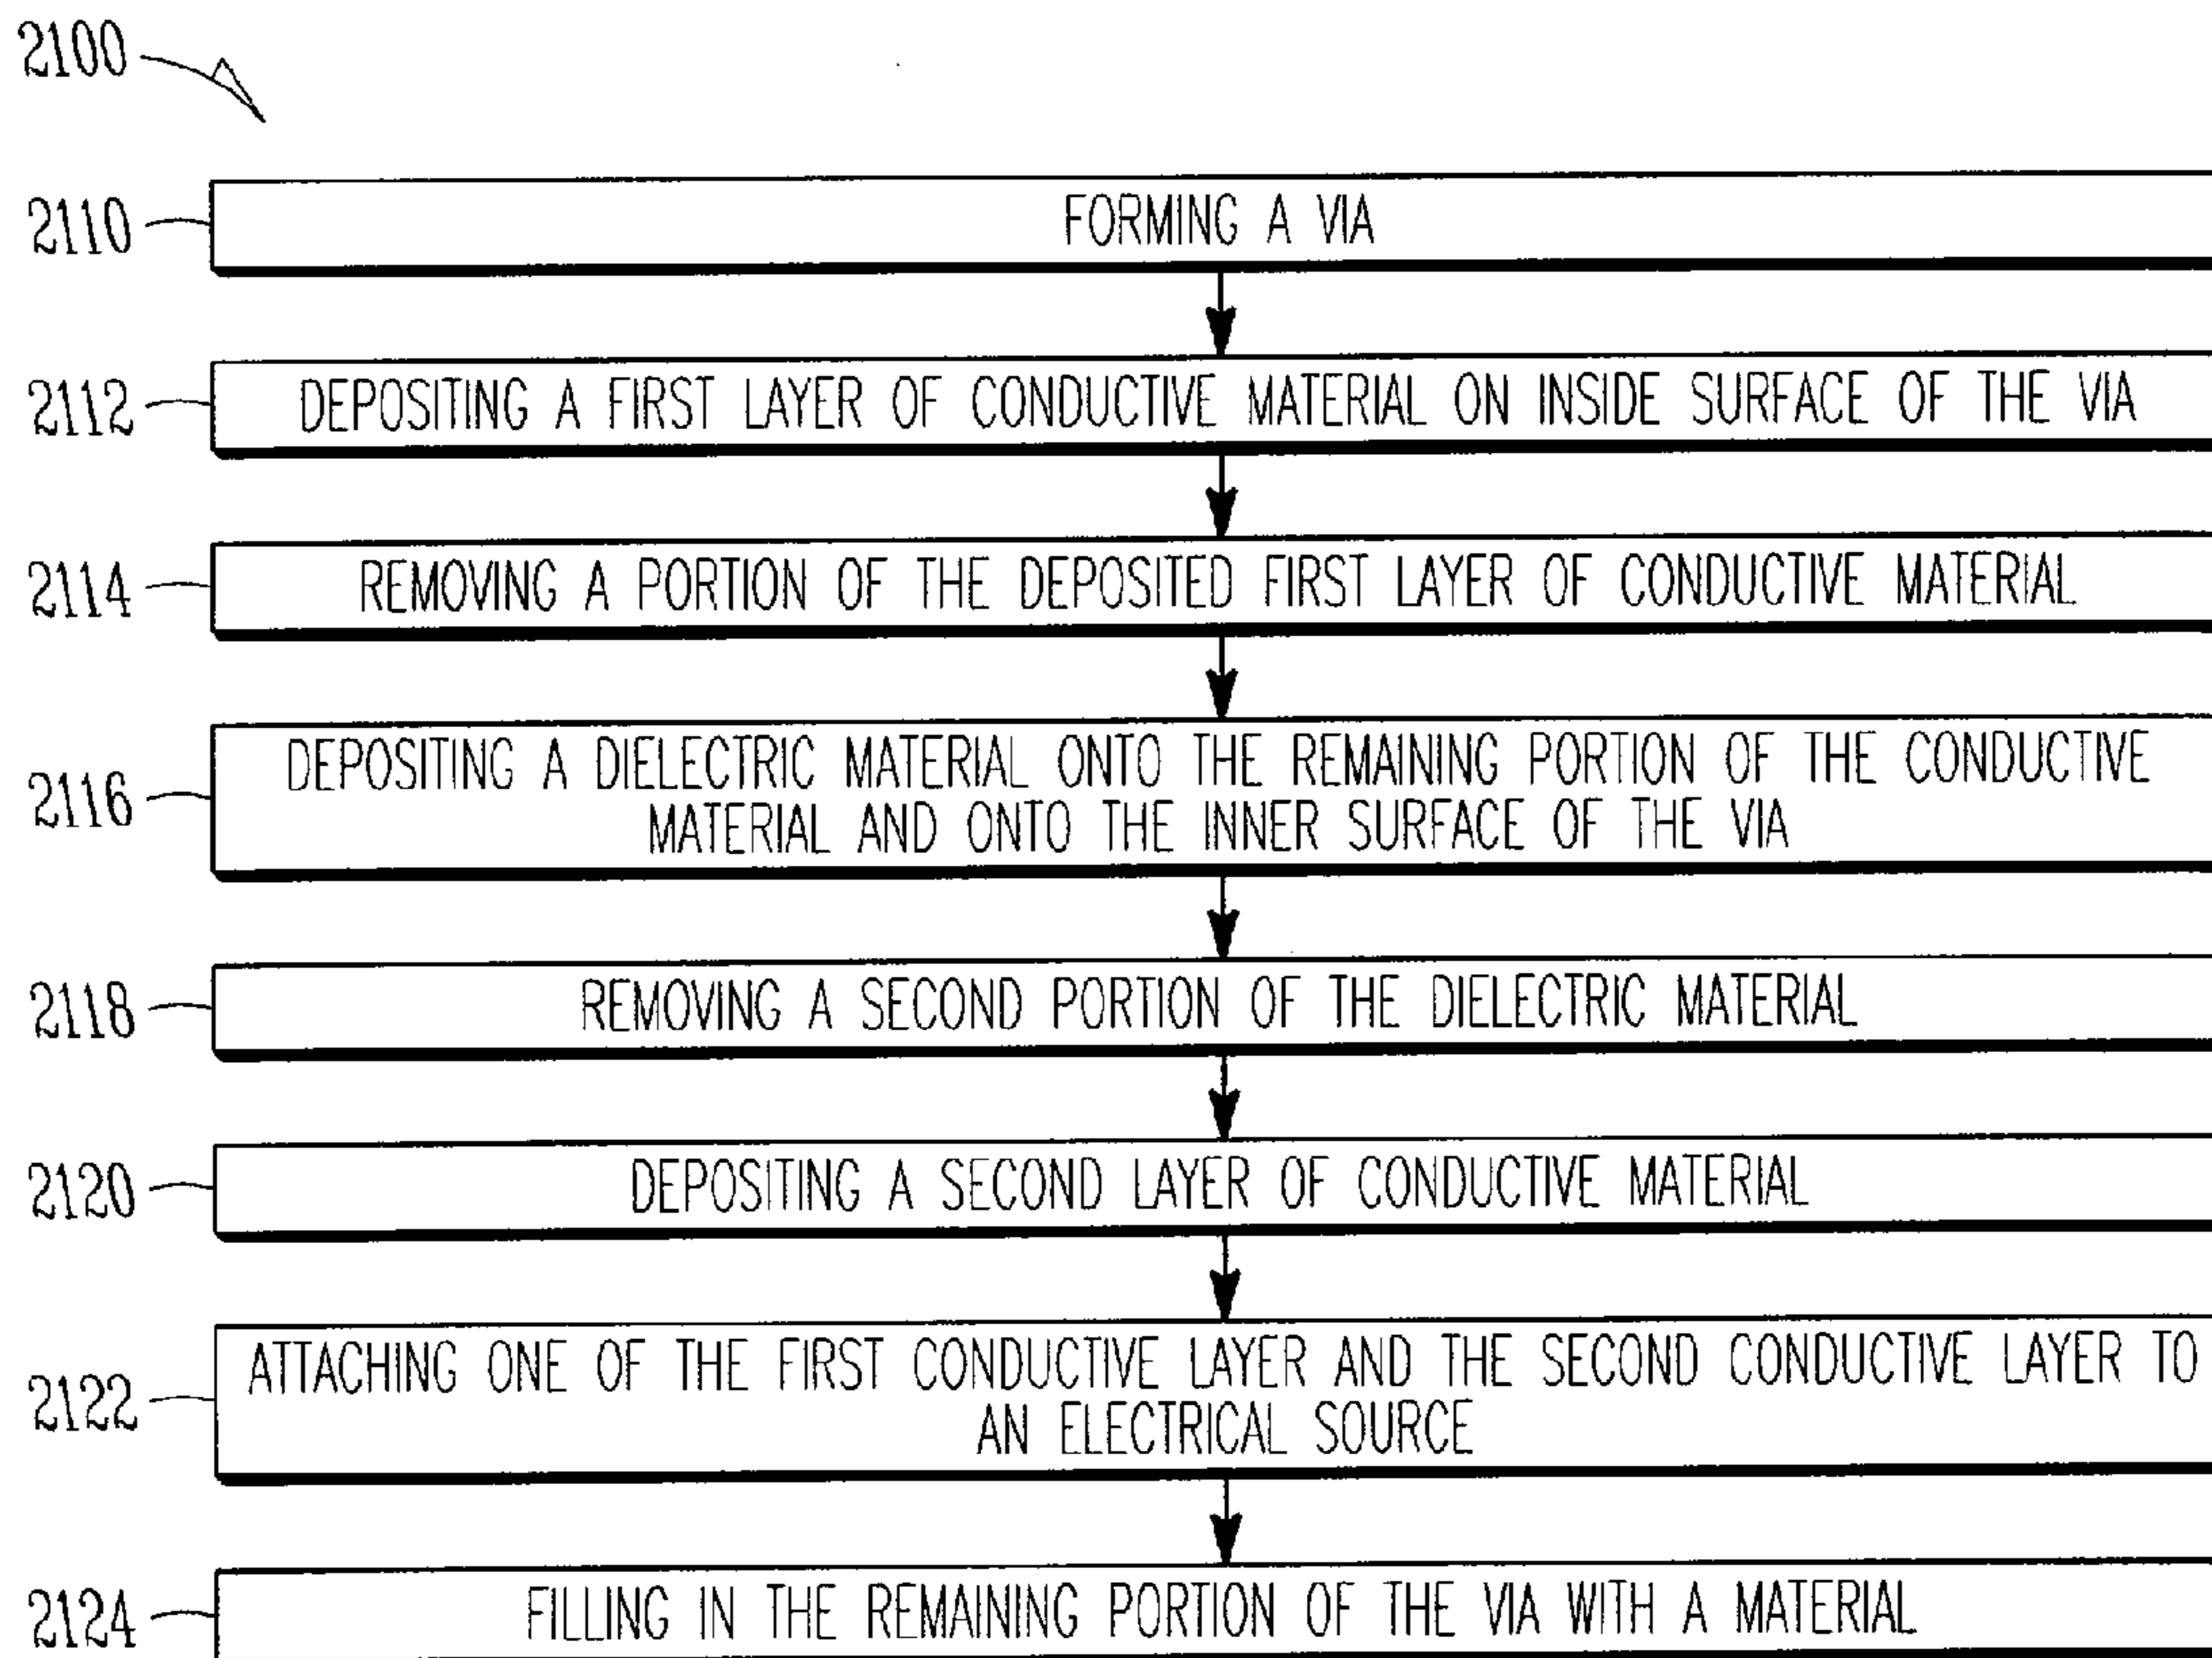 2100
2110
FORMING A VIA
2112
DEPOSITING A FIRST LAYER OF CONDUCTIVE MATERIAL ON INSIDE SURFACE OF THE VIA
2114
REMOVING A PORTION OF THE DEPOSITED FIRST LAYER OF CONDUCTIVE MATERIAL
2116
DEPOSITING A DIELECTRIC MATERIAL ONTO THE REMAINING PORTION OF THE CONDUCTIVE
MATERIAL AND ONTO THE INNER SURFACE OF THE VIA
2118
REMOVING A SECOND PORTION OF THE DIELECTRIC MATERIAL
2120
DEPOSITING A SECOND LAYER OF CONDUCTIVE MATERIAL
2122
ATTACHING ONE OF THE FIRST CONDUCTIVE LAYER AND THE SECOND CONDUCTIVE LAYER TO
AN ELECTRICAL SOURCE
2124
FILLING IN THE REMAINING PORTION OF THE VIA WITH A MATERIAL